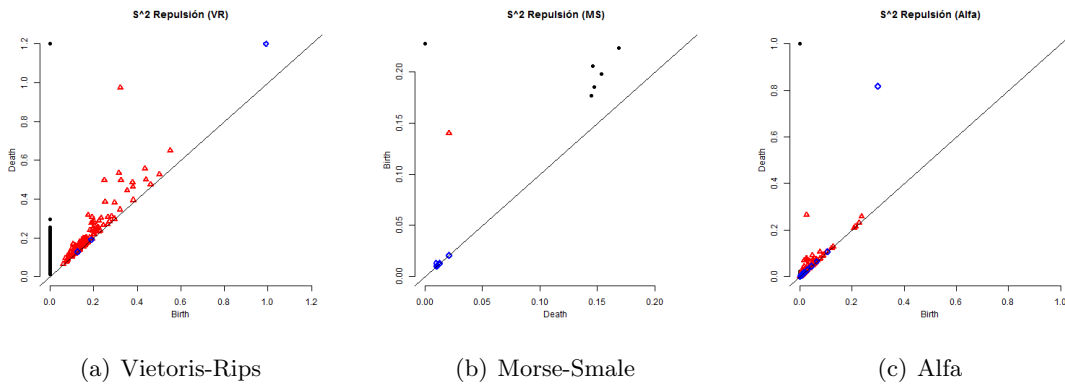 S^2 Repulsión (VR)
Death
0.0 0.2 0.4 0.6 0.8 1.0 1.2
0.0 0.2 0.4 0.6 0.8 1.0 1.2
Birth
(a) Vietoris-Rips
S^2 Repulsión (MS)
Birth
0.00 0.05 0.10 0.15 0.20
0.00 0.05 0.10 0.15 0.20
Death
(b) Morse-Smale
S^2 Repulsión (Alfa)
Death
0.0 0.2 0.4 0.6 0.8 1.0
0.0 0.2 0.4 0.6 0.8 1.0
Birth
(c) Alfa